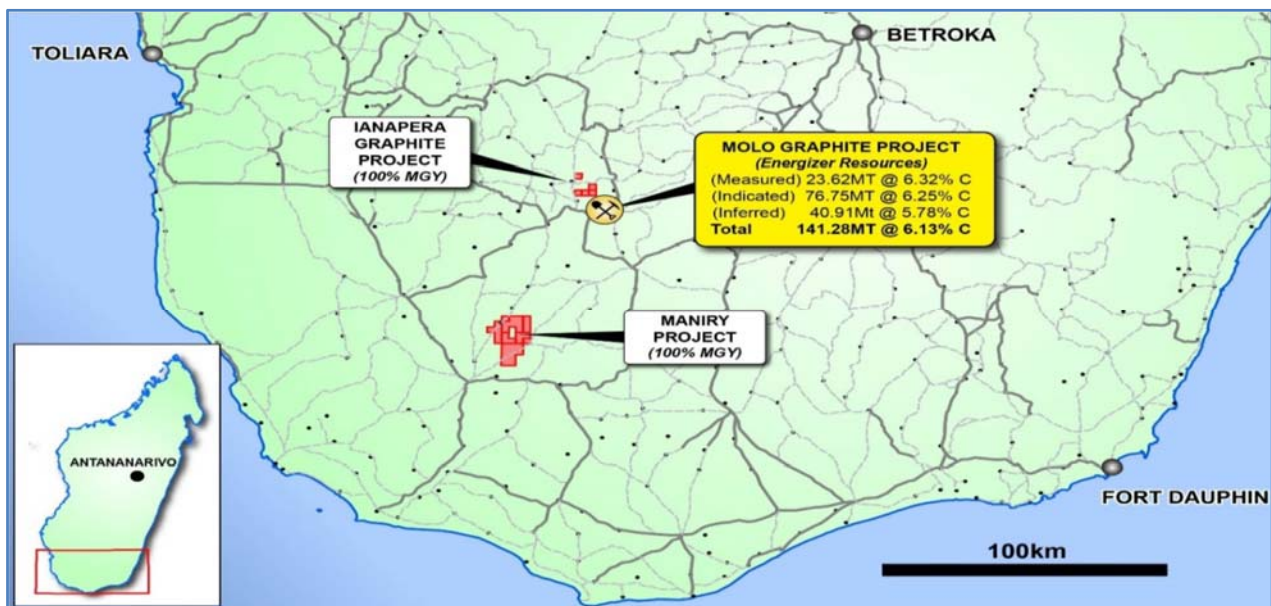 TOLIARA
BETROKA
IANAPERA
GRAPHITE
PROJECT
(100% MGY)
MOLO GRAPHITE PROJECT
(Energizer Resources)
(Measured) 23.62MT @ 6.32% C
(Indicated) 76.75MT @ 6.25% C
(Inferred) 40.91Mt @ 5.78% C
Total 141.28MT @ 6.13% C
MANIRY
PROJECT
(100% MGY)
ANTANANARIVO
FORT DAUPHIN
100km